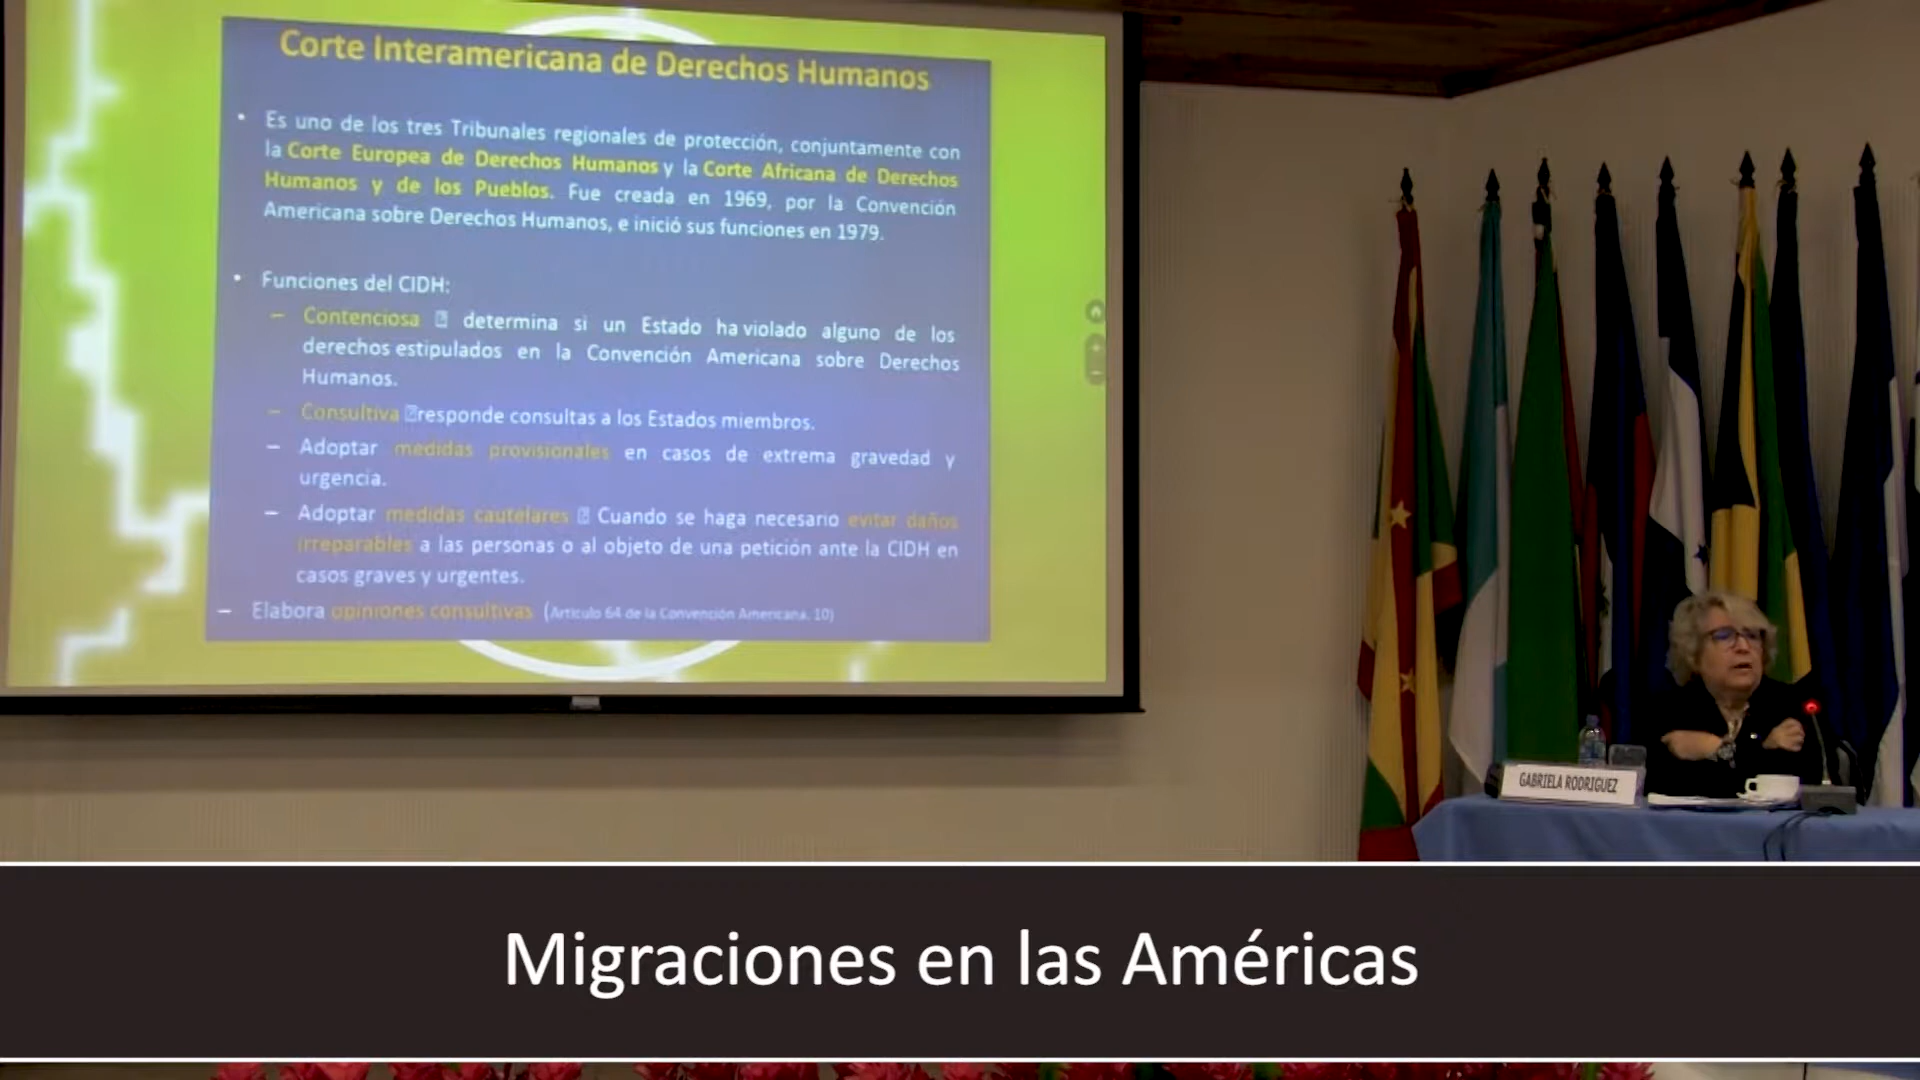 Corte Interamericana de Derechos Humanos
• Es uno de los tres Tribunales regionales de protección, conjuntamente con
la Corte Europea de Derechos Humanos y la Corte Africana de Derechos
Humanos y de los Pueblos. Fue creada en 1969, por la Convención
Americana sobre Derechos Humanos, e inició sus funciones en 1979.
• Funciones del CIDH:
– Contenciosa determina si un Estado ha violado alguno de los
derechos estipulados en la Convención Americana sobre Derechos
Humanos.
– Consultiva responde consultas a los Estados miembros.
– Adoptar medidas provisionales en casos de extrema gravedad y
urgencia.
– Adoptar medidas cautelares Cuando se haga necesario evitar daños
irreparables a las personas o al objeto de una petición ante la CIDH en
casos graves y urgentes.
– Elabora opiniones consultivas (Artículo 64 de la Convención Americana. 10)
GABRIELA RODRIGUEZ
Migraciones en las Américas